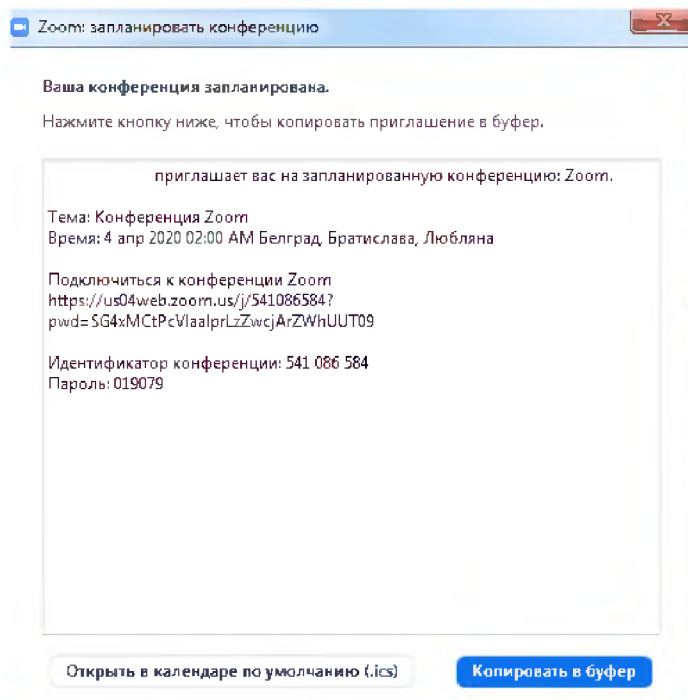 Zoom: запланировать конференцию
Ваша конференция запланирована.
Нажмите кнопку ниже, чтобы копировать приглашение в буфер.
приглашает вас на запланированную конференцию: Zoom.
Тема: Конференция Zoom
Время: 4 апр 2020 02:00 AM Белград, Братислава, Любляна
Подключиться к конференции Zoom
https://us04web.zoom.us/j/541086584?
pwd=SG4xMCtPcVlaalprLzZwcjArZWhUUT09
Идентификатор конференции: 541 086 584
Пароль: 019079
Открыть в календаре по умолчанию (.ics)
Копировать в буфер